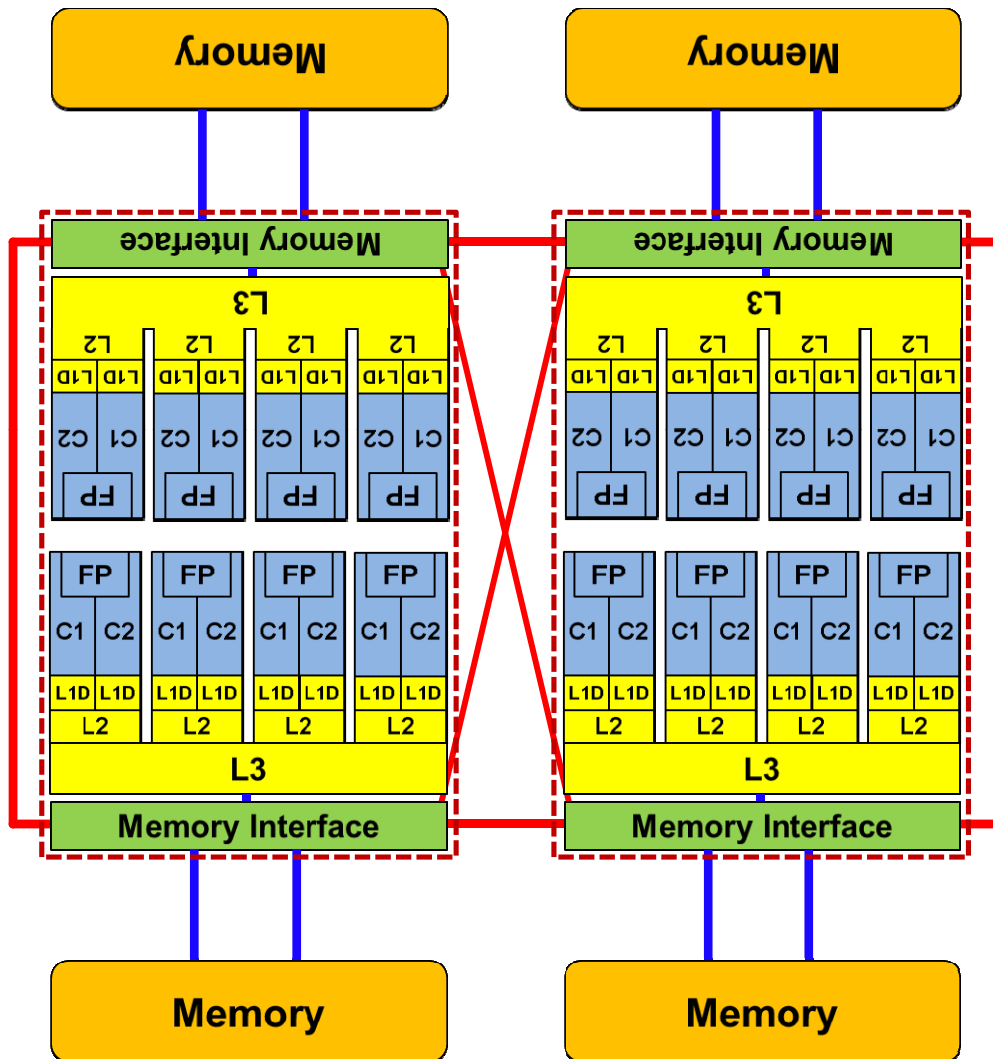 Memory Memory
Memory Interface Memory Interface
L3 L3
L2 L2 L2 L2 L2 L2 L2 L2
L1D L1D L1D L1D L1D L1D L1D L1D L1D L1D L1D L1D L1D L1D L1D L1D
C2 C1 C2 C1 C2 C1 C2 C1 C2 C1 C2 C1 C2 C1 C2 C1
FP FP FP FP FP FP FP FP
FP FP FP FP FP FP FP FP
C1 C2 C1 C2 C1 C2 C1 C2 C1 C2 C1 C2 C1 C2 C1 C2
L1D L1D L1D L1D L1D L1D L1D L1D L1D L1D L1D L1D L1D L1D L1D L1D
L2 L2 L2 L2 L2 L2 L2 L2
L3 L3
Memory Interface Memory Interface
Memory Memory